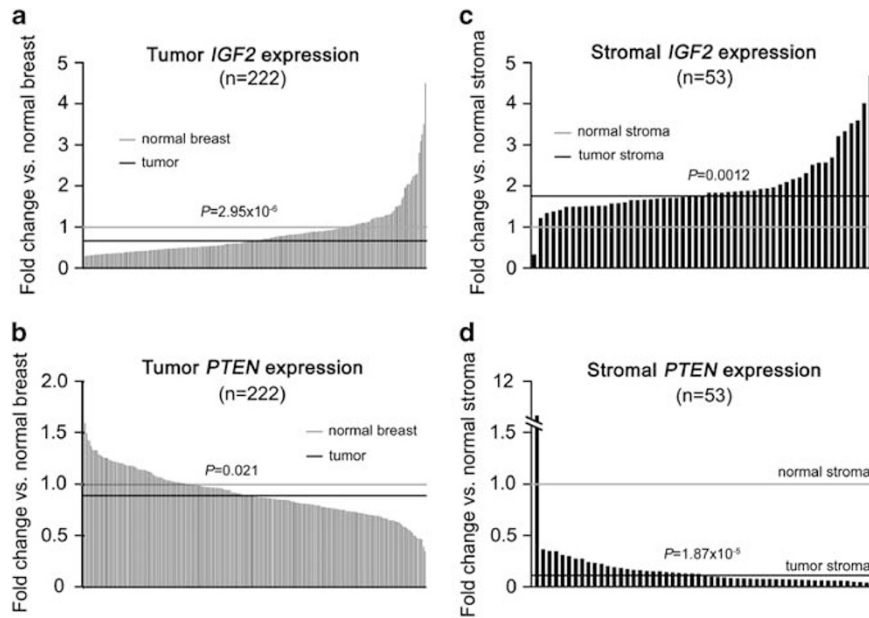 a
Tumor IGF2 expression
(n=222)
Fold change vs. normal breast
5
4
3
2
1
0
normal breast
tumor
P=2.95x10-6
c
Stromal IGF2 expression
(n=53)
Fold change vs. normal stroma
5
4
3
2
1
0
normal stroma
tumor stroma
P=0.0012
b
Tumor PTEN expression
(n=222)
Fold change vs. normal breast
2.0
1.5
1.0
0.5
0
normal breast
tumor
P=0.021
d
Stromal PTEN expression
(n=53)
Fold change vs. normal stroma
12
1.5
1.0
0.5
0
normal stroma
P=1.87x10-5
tumor stroma